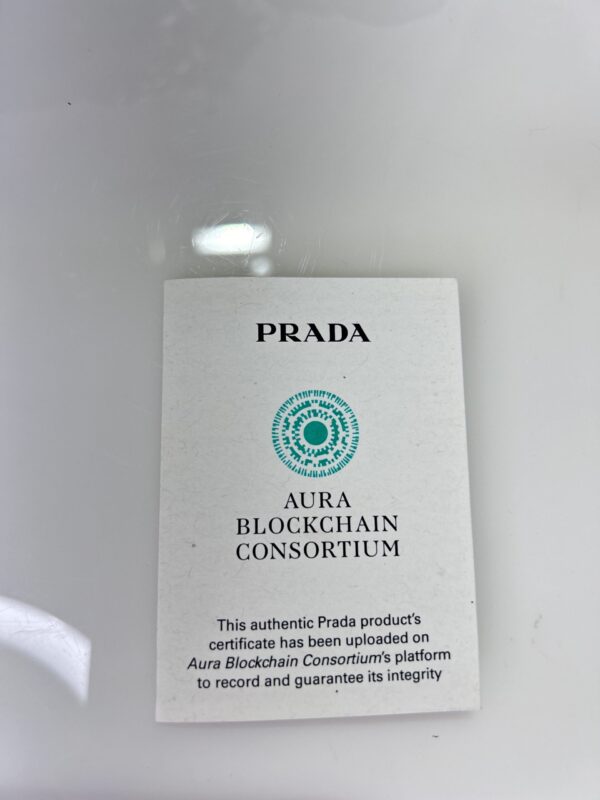 PRADA
AURA
BLOCKCHAIN
CONSORTIUM
This authentic Prada product's
certificate has been uploaded on
Aura Blockchain Consortium's platform
to record and guarantee its integrity